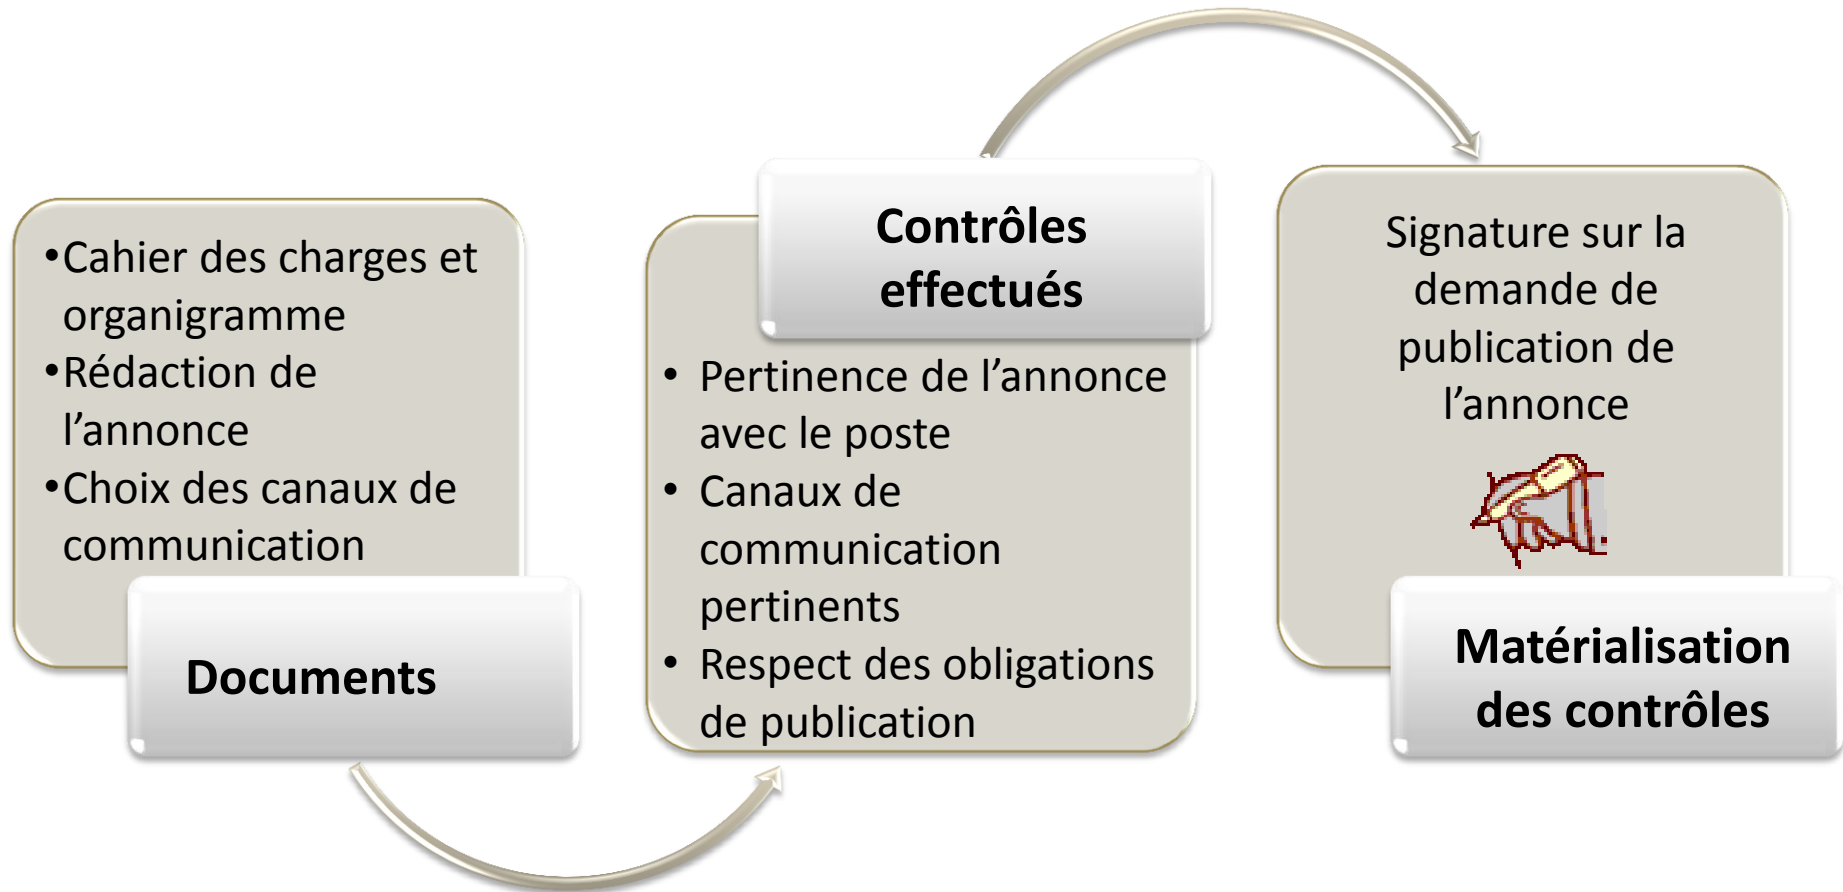 •Cahier des charges et
organigramme
•Rédaction de
l’annonce
•Choix des canaux de
communication
Documents
Contrôles
effectués
• Pertinence de l’annonce
avec le poste
• Canaux de
communication
pertinents
• Respect des obligations
de publication
Signature sur la
demande de
publication de
l’annonce
Matérialisation
des contrôles